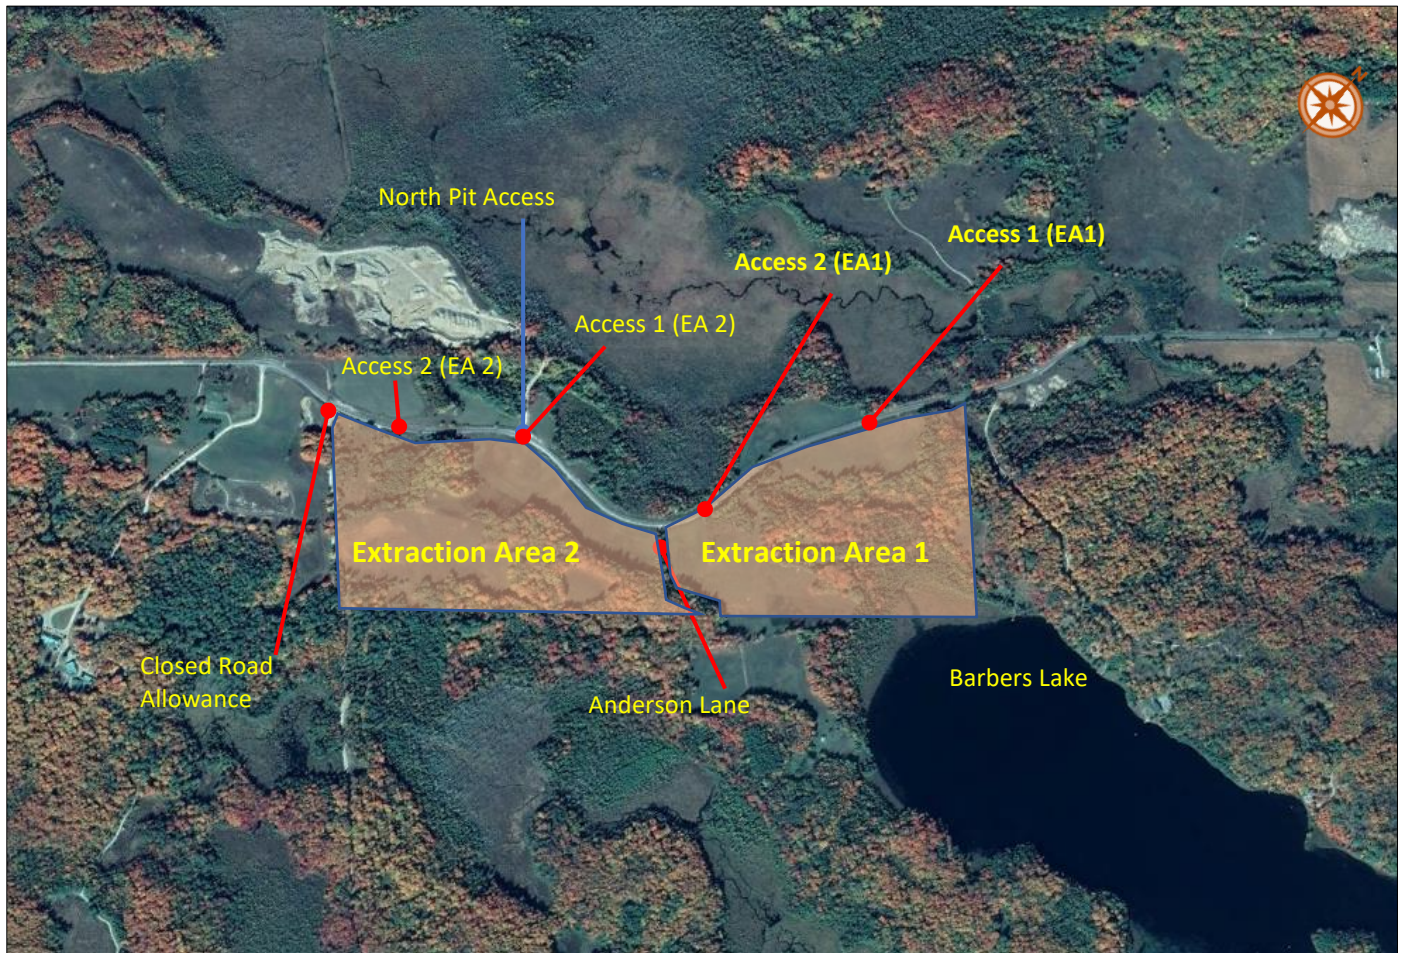 N
North Pit Access
Access 1 (EA1)
Access 2 (EA1)
Access 1 (EA 2)
Access 2 (EA 2)
Extraction Area 2
Extraction Area 1
Closed Road
Allowance
Barbers Lake
Anderson Lane